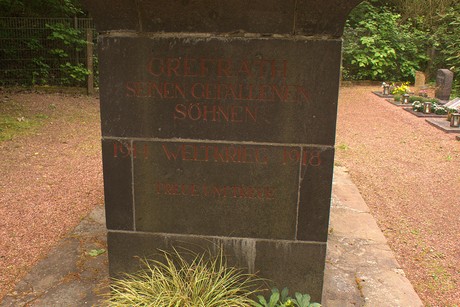 GREFRATH
SEINEN GEFALLENEN
SÖHNEN
1914 WELTKRIEG 1918